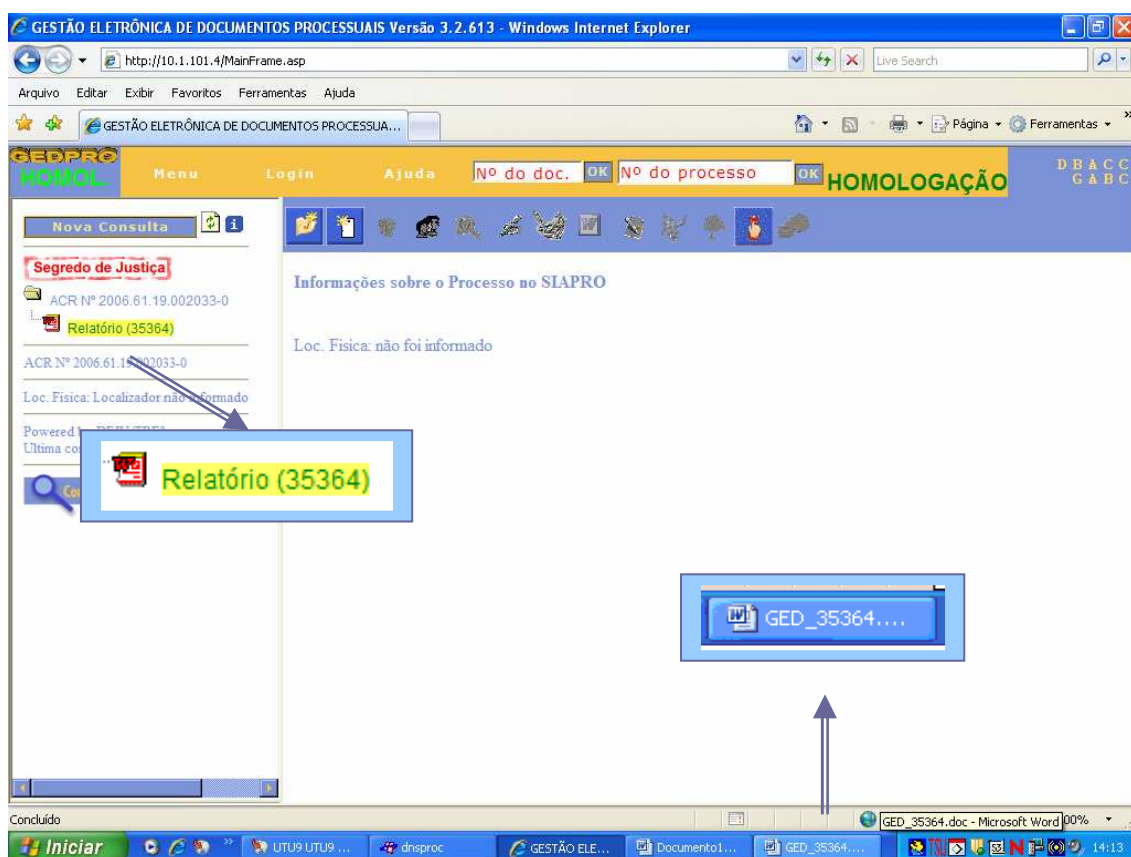 GESTÃO ELETRÔNICA DE DOCUMENTOS PROCESSUAIS Versão 3.2.613 - Windows Internet Explorer
http://10.1.101.4/MainFrame.asp
Live Search
Arquivo Editar Exibir Favoritos Ferramentas Ajuda
GESTÃO ELETRÔNICA DE DOCUMENTOS PROCESSUA...
Página Ferramentas »
GEDPRO
HOMOL.
Menu Login Ajuda Nº do doc. OK Nº do processo OK HOMOLOGAÇÃO
DBACC
GABC
Nova Consulta
Segredo de Justiça
ACR Nº 2006.61.19.002033-0
Relatório (35364)
ACR Nº 2006.61.19.002033-0
Loc. Fisica: Localizador não informado
Powered
Ultima
Informações sobre o Processo no SIAPRO
Loc. Fisica: não foi informado
Relatório (35364)
GED_35364....
Concluído
GED_35364.doc - Microsoft Word
00%
Iniciar
»
UTU9 UTU9 ...
dnsproc
GESTÃO ELE...
Documento1...
GED_35364....
14:13